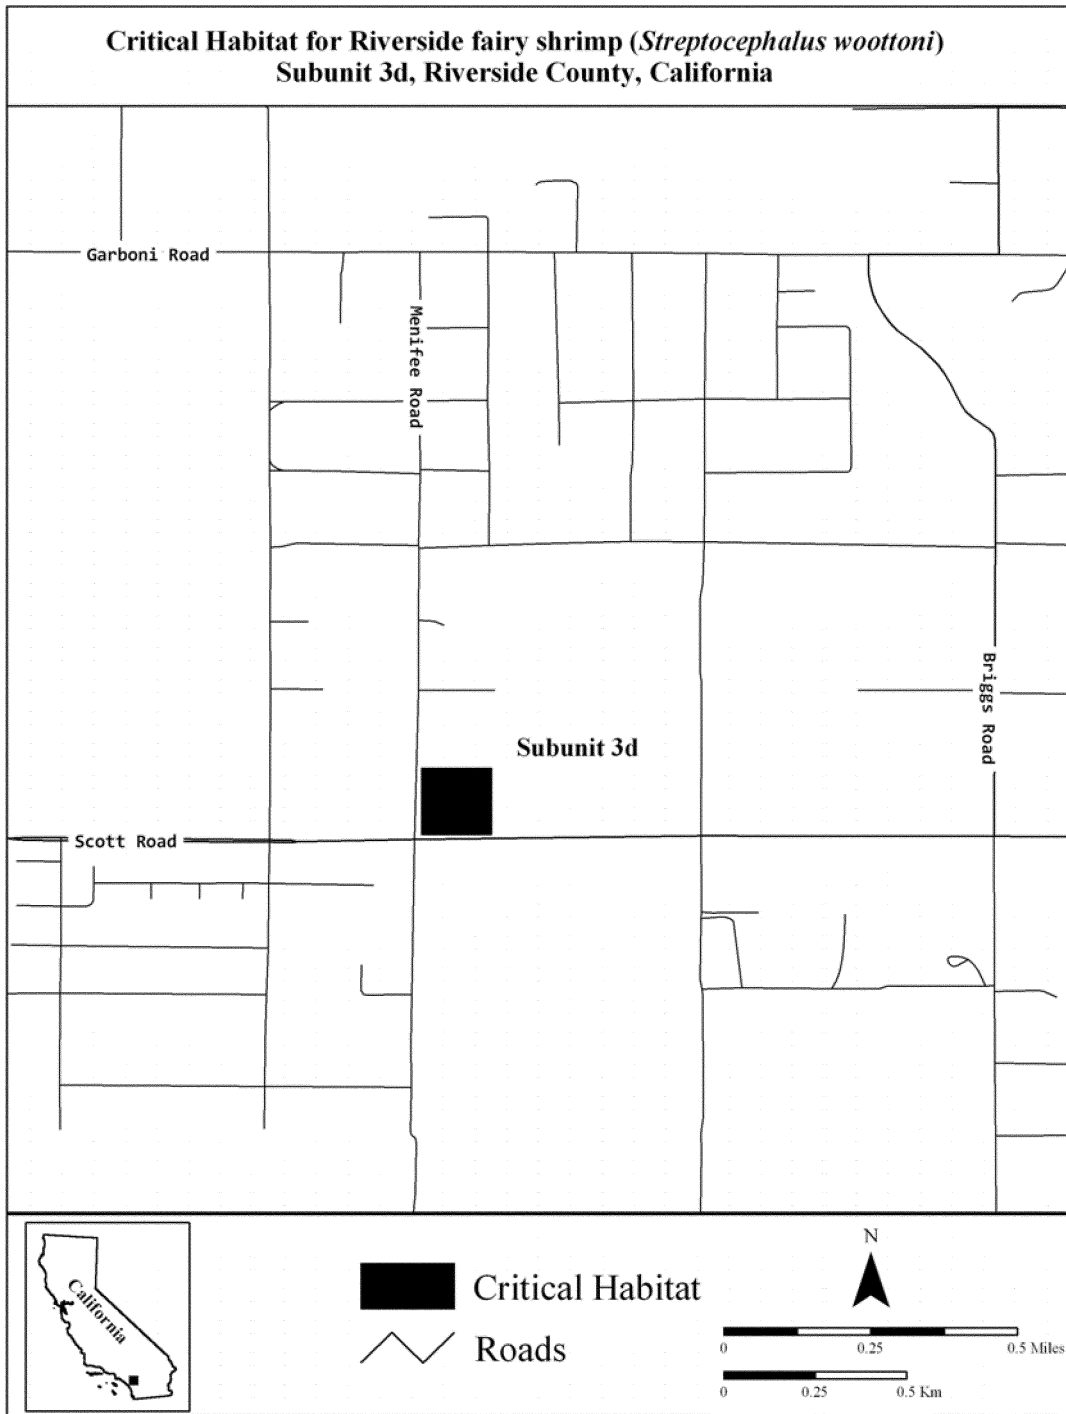 Critical Habitat for Riverside fairy shrimp (Streptocephalus woottoni)
Subunit 3d, Riverside County, California
Garboni Road
Menifee Road
Briggs Road
Subunit 3d
Scott Road
California
Critical Habitat
Roads
N
0 0.25 0.5 Miles
0 0.25 0.5 Km